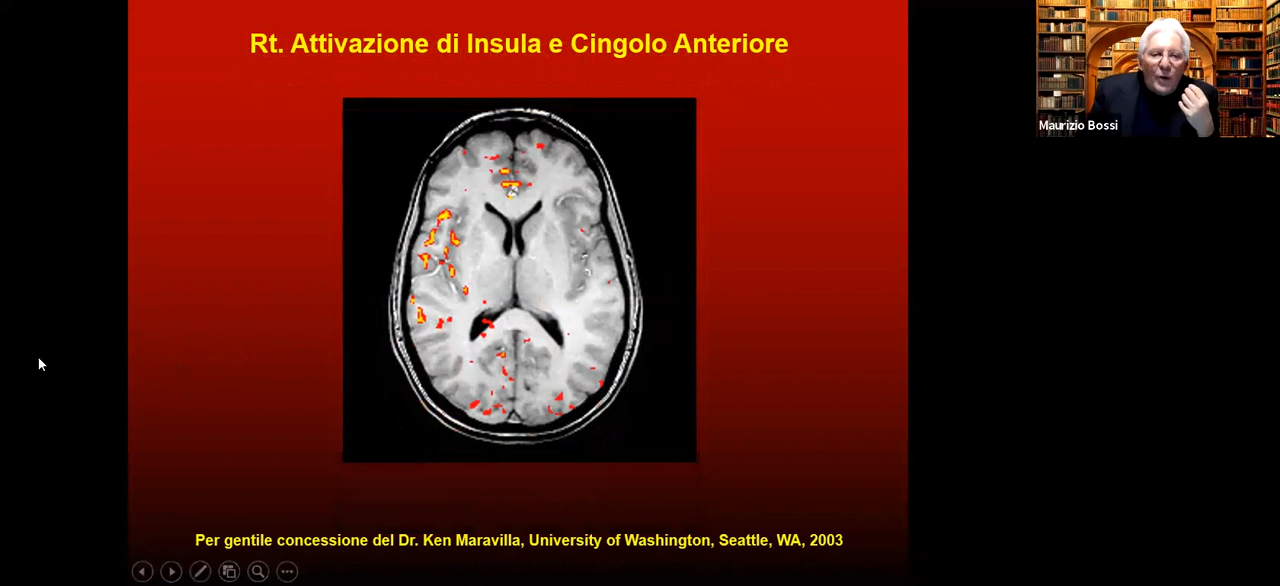 Rt. Attivazione di Insula e Cingolo Anteriore
Maurizio Bossi
Per gentile concessione del Dr. Ken Maravilla, University of Washington, Seattle, WA, 2003